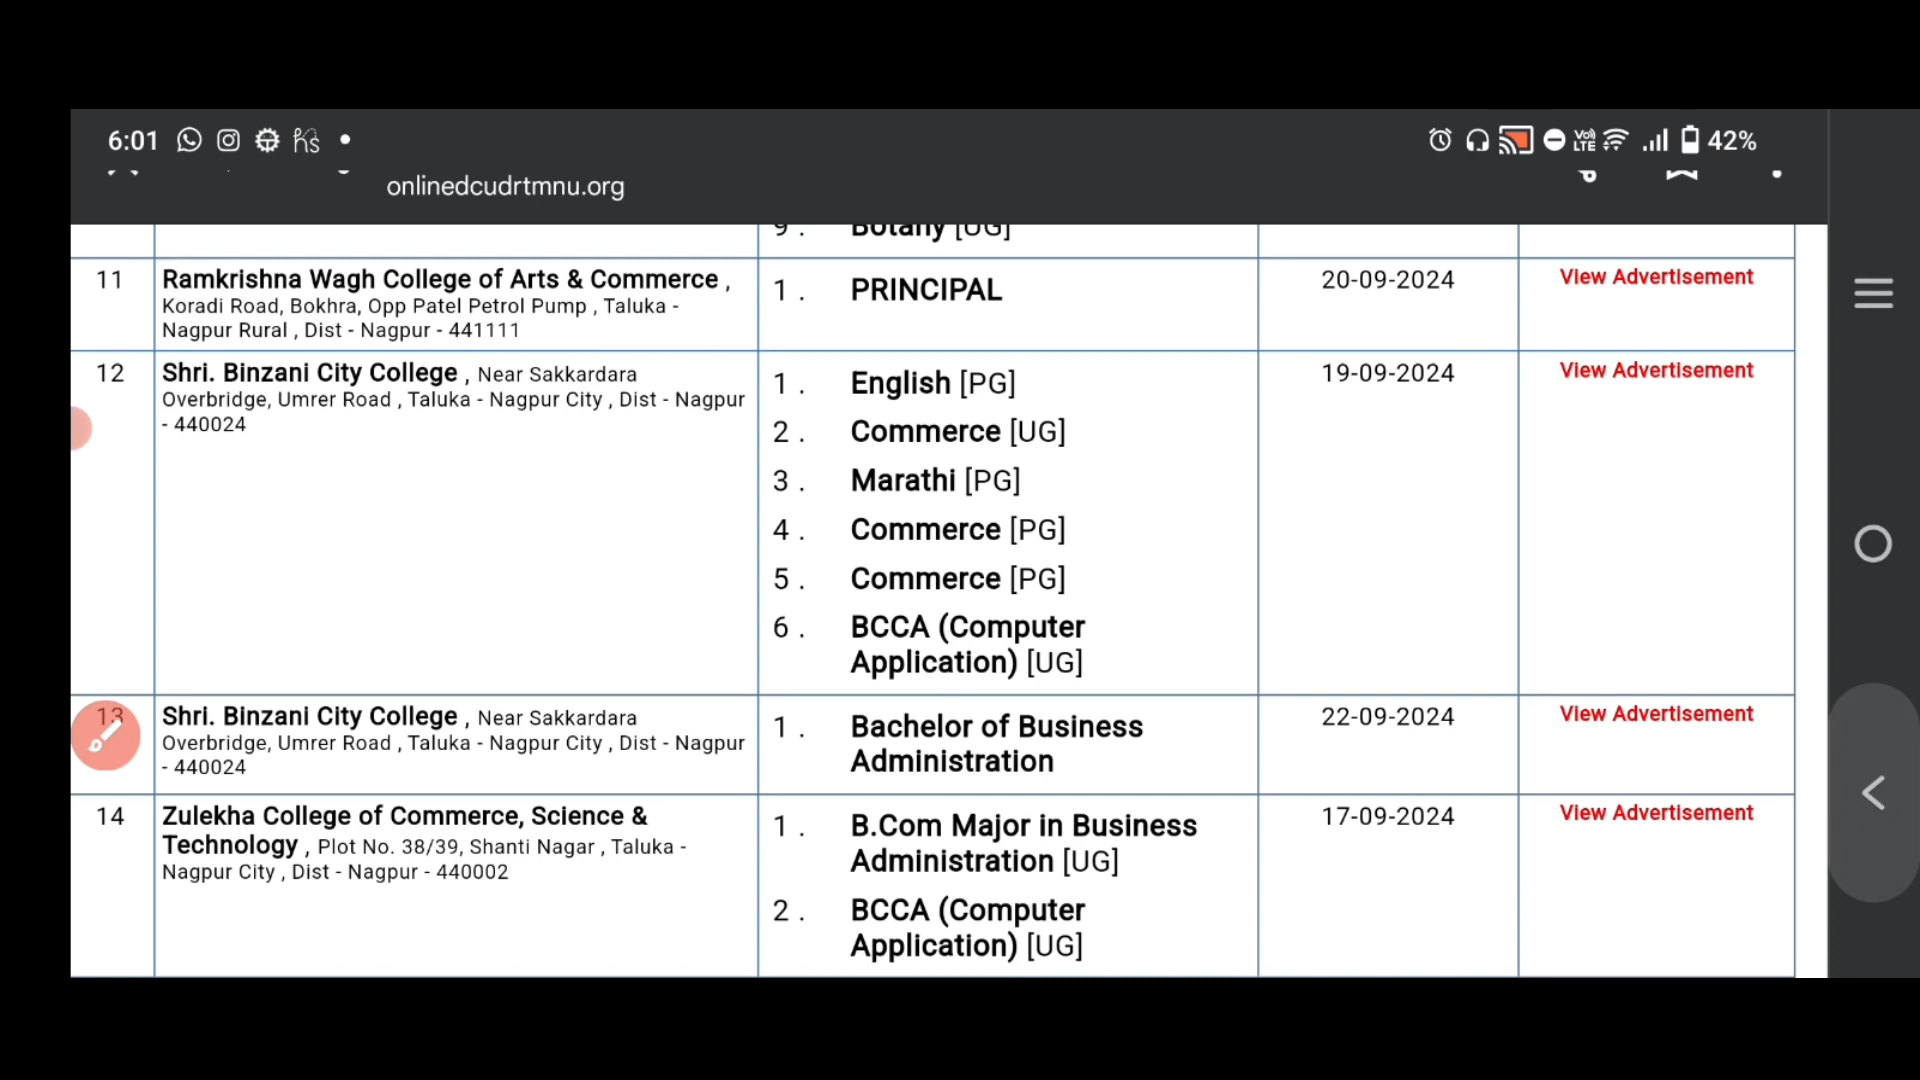 6:01
42%
onlinedcudrtmnu.org
9 . Botany [UG]
11 Ramkrishna Wagh College of Arts & Commerce , 1 . PRINCIPAL 20-09-2024 View Advertisement
Koradi Road, Bokhra, Opp Patel Petrol Pump , Taluka -
Nagpur Rural , Dist - Nagpur - 441111
12 Shri. Binzani City College , Near Sakkardara 1 . English [PG] 19-09-2024 View Advertisement
Overbridge, Umrer Road , Taluka - Nagpur City , Dist - Nagpur
- 440024
2 . Commerce [UG]
3 . Marathi [PG]
4 . Commerce [PG]
5 . Commerce [PG]
6 . BCCA (Computer
Application) [UG]
13 Shri. Binzani City College , Near Sakkardara 1 . Bachelor of Business 22-09-2024 View Advertisement
Overbridge, Umrer Road , Taluka - Nagpur City , Dist - Nagpur Administration
- 440024
14 Zulekha College of Commerce, Science & 1 . B.Com Major in Business 17-09-2024 View Advertisement
Technology , Plot No. 38/39, Shanti Nagar , Taluka - Administration [UG]
Nagpur City , Dist - Nagpur - 440002
2 . BCCA (Computer
Application) [UG]